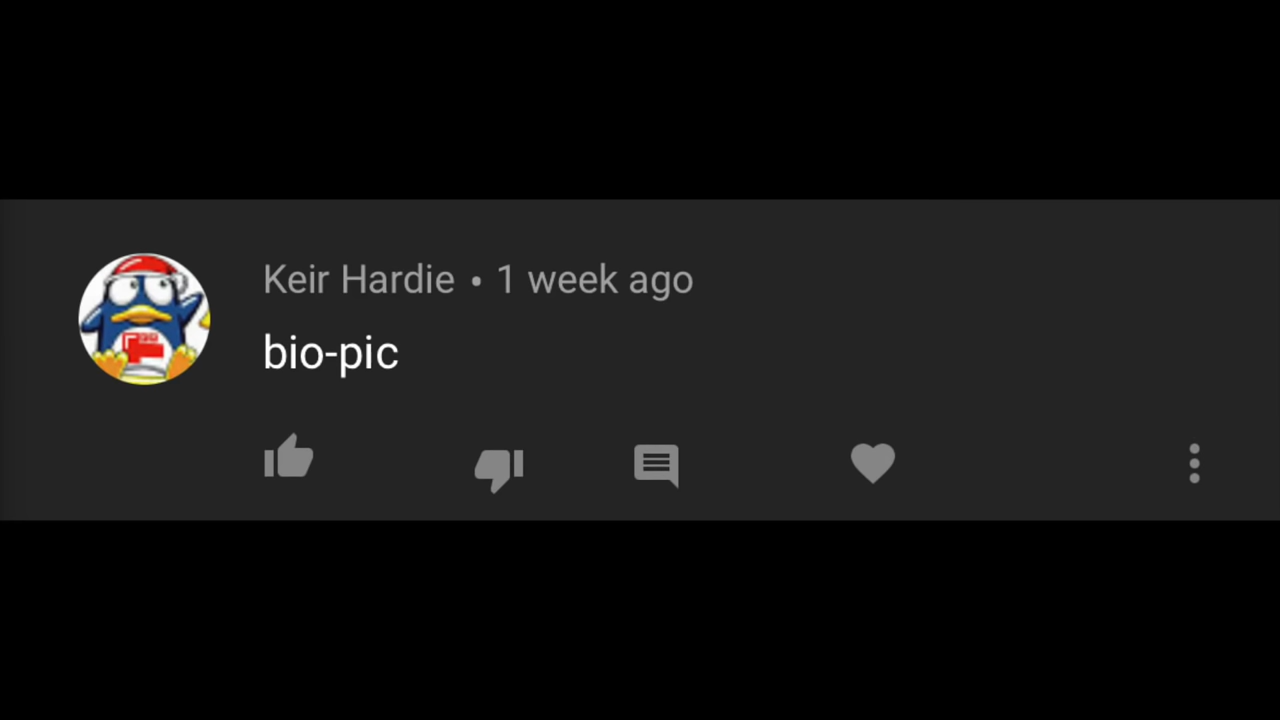 Keir Hardie • 1 week ago
bio-pic